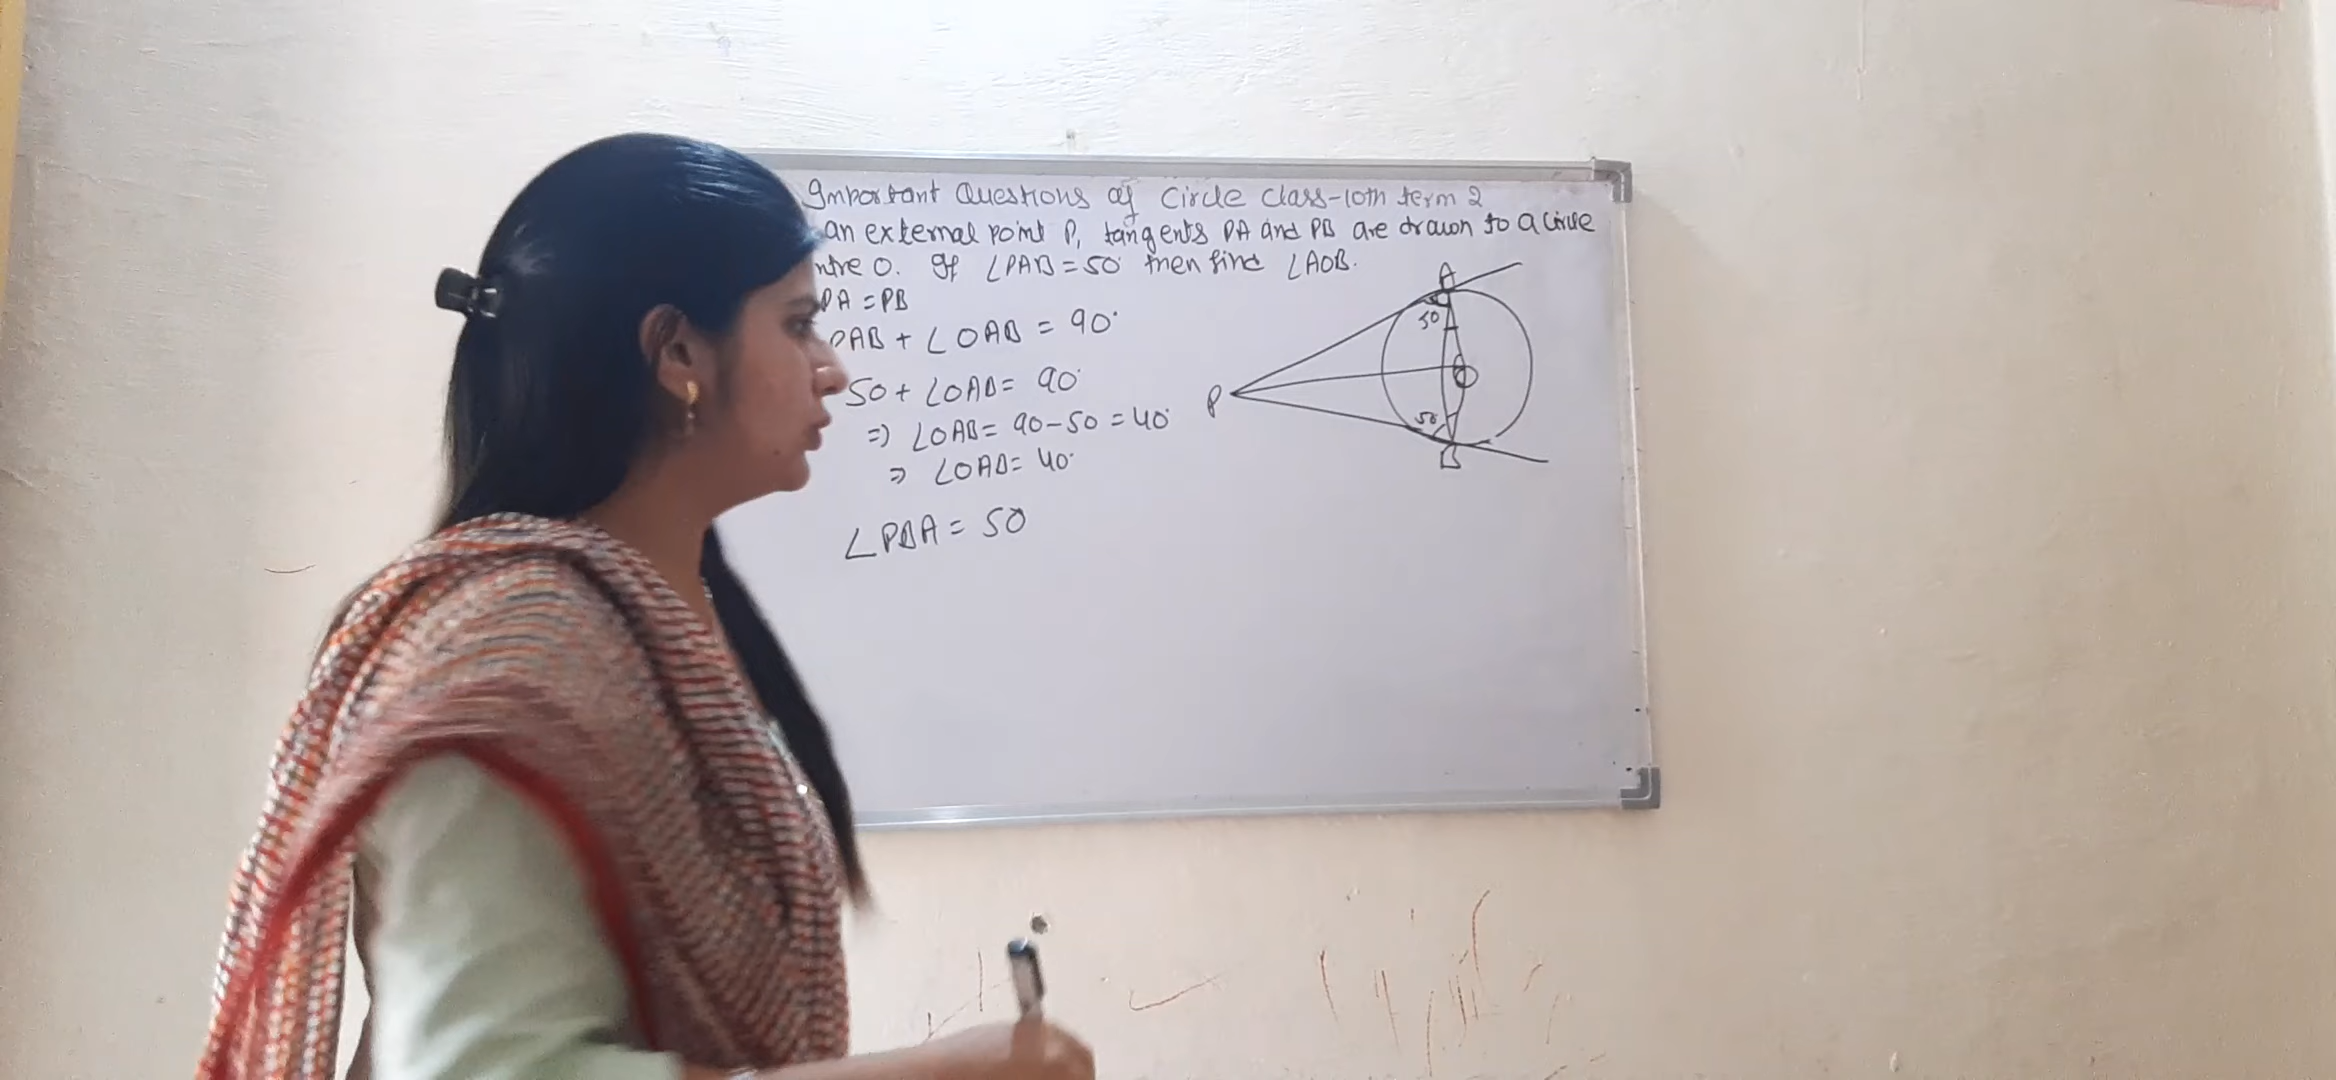 Important Questions of Circle Class-10th term 2
an external point P, tangents PA and PB are drawn to a circle
ntre O. If ∠PAB = 50° then find ∠AOB.
PA = PB
PAB + ∠OAB = 90°
50 + ∠OAB = 90°
=> ∠OAB = 90 - 50 = 40°
=> ∠OAB = 40°
∠PBA = 50
A
50
O
P
50
B